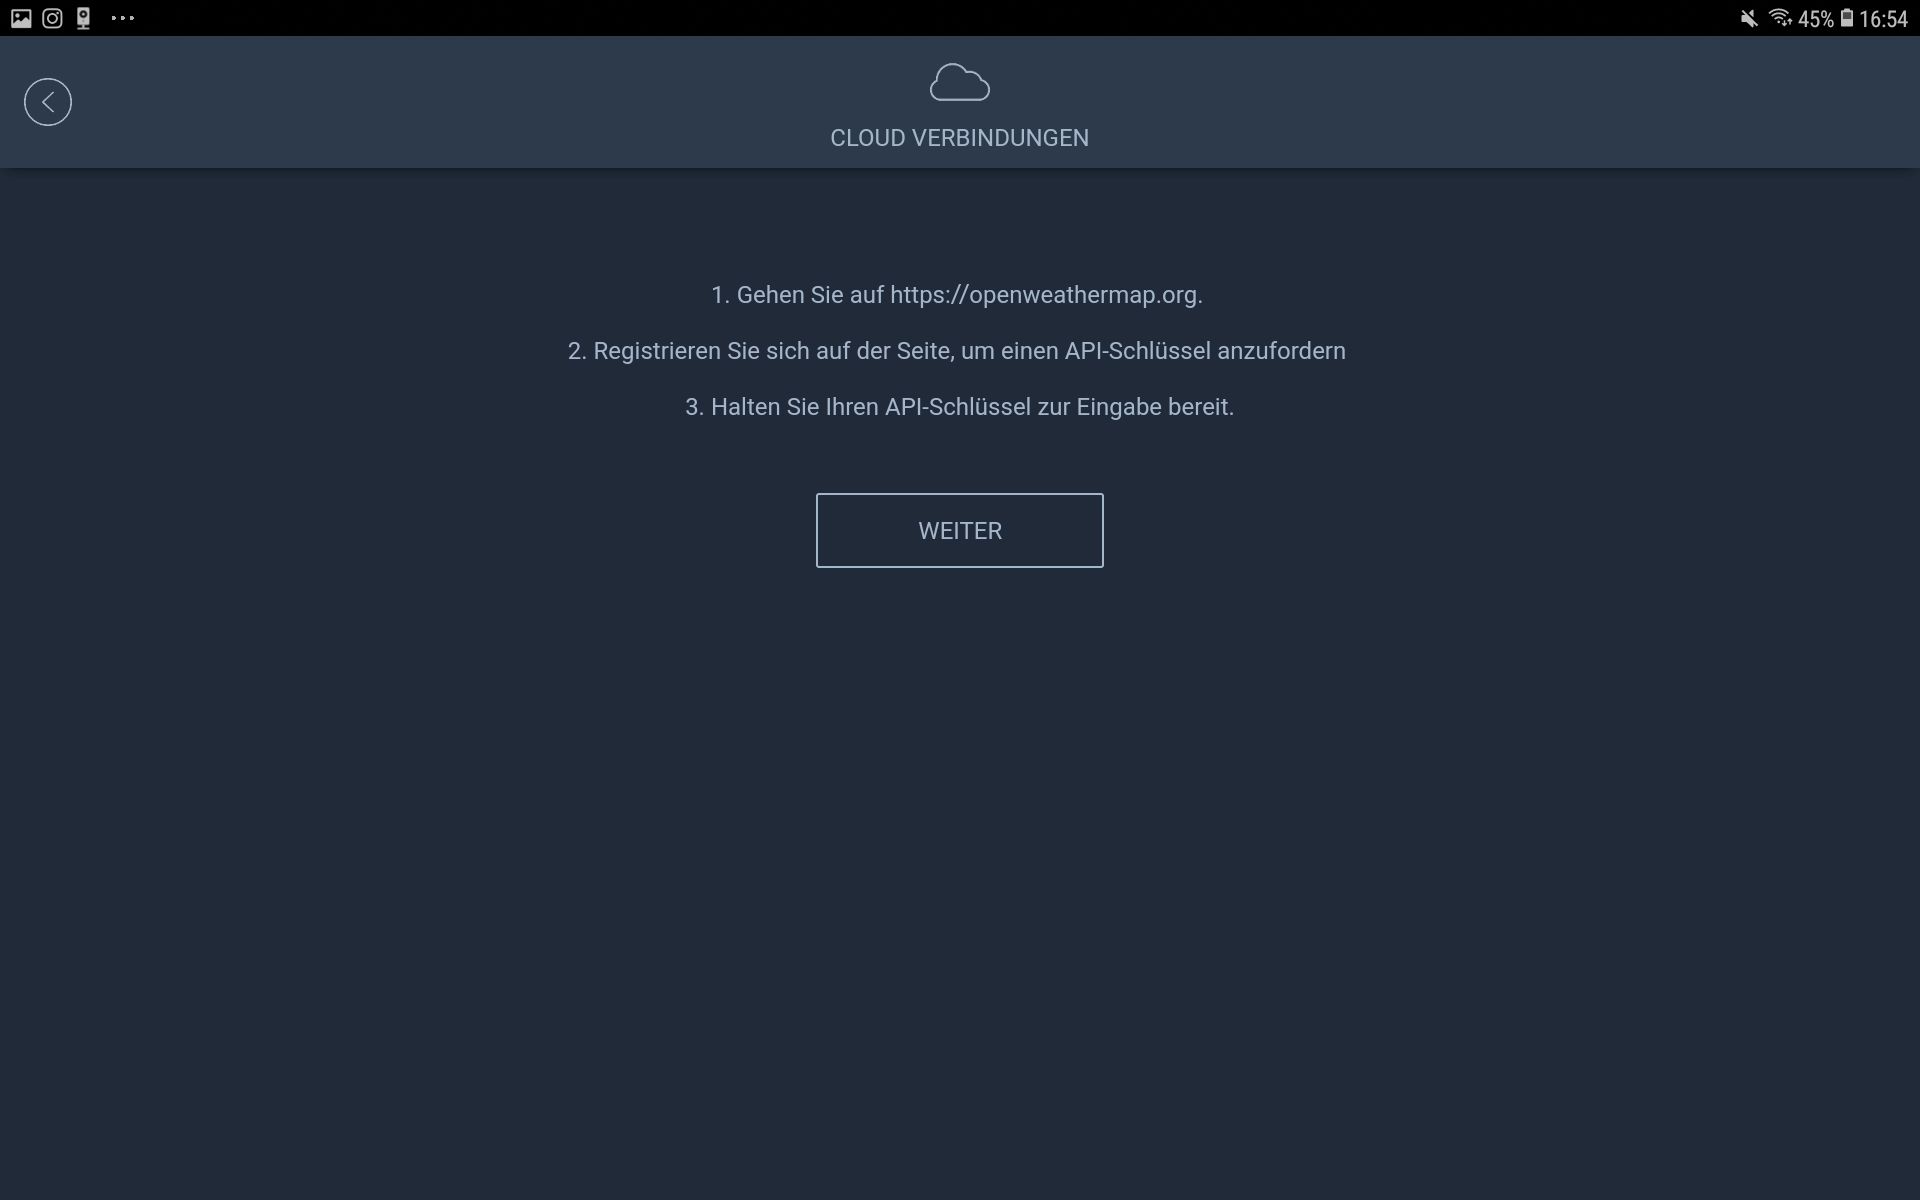 45% 16:54
CLOUD VERBINDUNGEN
1. Gehen Sie auf https://openweathermap.org.
2. Registrieren Sie sich auf der Seite, um einen API-Schlüssel anzufordern
3. Halten Sie Ihren API-Schlüssel zur Eingabe bereit.
WEITER